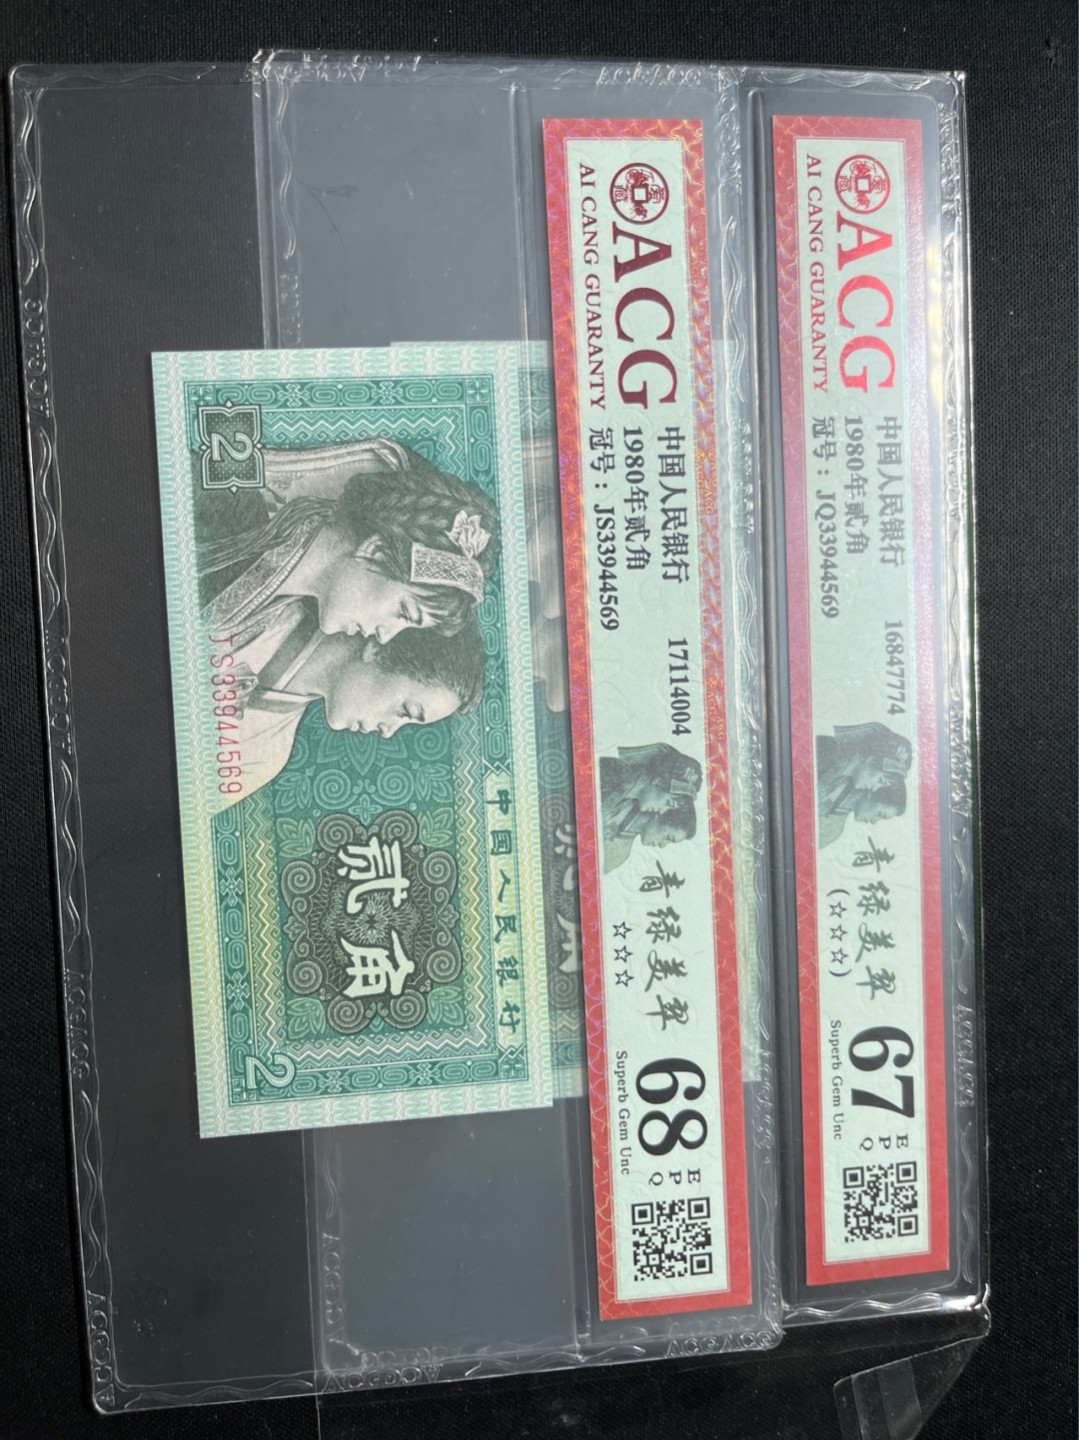 ACG
AI CANG GUARANTY
中国人民银行
1980年贰角
冠号：JQ33944569
16847774
青绿美翠
(☆☆☆)
67
EPQ
Superb Gem Unc
ACG
AI CANG GUARANTY
中国人民银行
1980年贰角
冠号：JS33944569
17114004
青绿美翠
☆☆☆
68
EPQ
Superb Gem Unc
中国人民银行
贰角
2
2
JS33944569